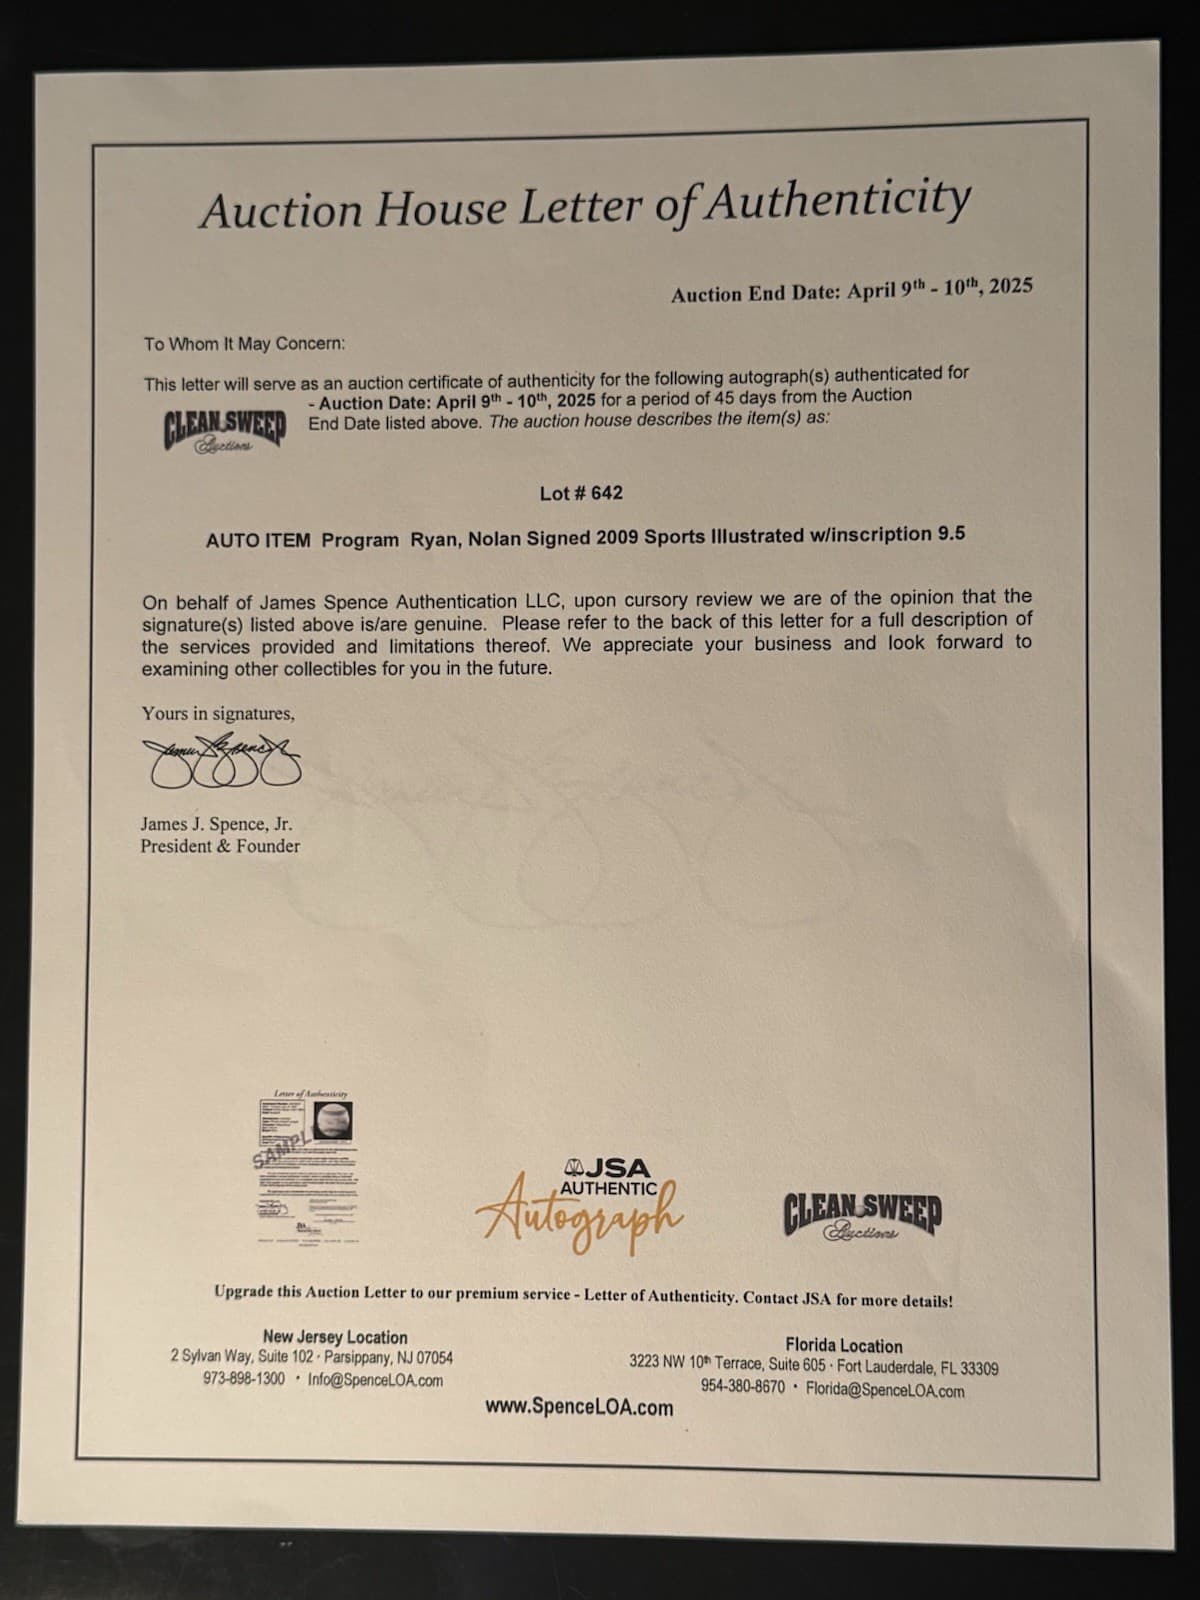 Auction House Letter of Authenticity
Auction End Date: April 9th - 10th, 2025
To Whom It May Concern:
This letter will serve as an auction certificate of authenticity for the following autograph(s) authenticated for
- Auction Date: April 9th - 10th, 2025 for a period of 45 days from the Auction
CLEAN SWEEP
Auctions
End Date listed above. The auction house describes the item(s) as:
Lot # 642
AUTO ITEM Program Ryan, Nolan Signed 2009 Sports Illustrated w/inscription 9.5
On behalf of James Spence Authentication LLC, upon cursory review we are of the opinion that the
signature(s) listed above is/are genuine. Please refer to the back of this letter for a full description of
the services provided and limitations thereof. We appreciate your business and look forward to
examining other collectibles for you in the future.
Yours in signatures,
James J. Spence, Jr.
James J. Spence, Jr.
President & Founder
Letter of Authenticity
SAMPLE
JSA
AUTHENTIC
Autograph
CLEAN SWEEP
Auctions
Upgrade this Auction Letter to our premium service - Letter of Authenticity. Contact JSA for more details!
New Jersey Location
2 Sylvan Way, Suite 102 · Parsippany, NJ 07054
973-898-1300 · Info@SpenceLOA.com
Florida Location
3223 NW 10th Terrace, Suite 605 · Fort Lauderdale, FL 33309
954-380-8670 · Florida@SpenceLOA.com
www.SpenceLOA.com